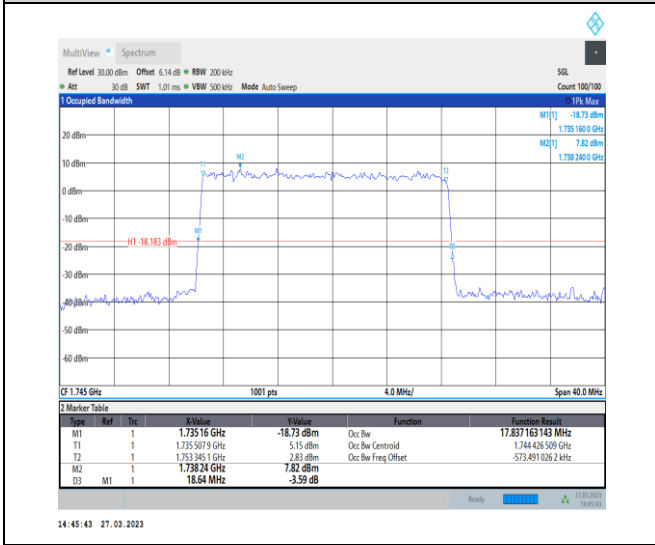 MultiView Spectrum
Ref Level 30.00 dBm Offset 6.14 dB RBW 200 kHz SGL
Att 30 dB SWT 1.01 ms VBW 500 kHz Mode Auto Sweep Count 100/100
1 Occupied Bandwidth 1Pk Max
M1[1] -18.73 dBm
1.735 160 0 GHz
M2[1] 7.82 dBm
1.738 240 0 GHz
20 dBm
M2
10 dBm
T1 T2
0 dBm
-10 dBm
M1
H1 -18.183 dBm
-20 dBm
D3
-30 dBm
-40 dBm
-50 dBm
-60 dBm
CF 1.745 GHz 1001 pts 4.0 MHz/ Span 40.0 MHz
2 Marker Table
Type Ref Trc X-Value Y-Value Function Function Result
M1 1 1.73516 GHz -18.73 dBm Occ Bw 17.837 163 143 MHz
T1 1 1.735 507 9 GHz 5.15 dBm Occ Bw Centroid 1.744 426 509 GHz
T2 1 1.753 345 1 GHz 2.83 dBm Occ Bw Freq Offset -573.491 026 2 kHz
M2 1 1.73824 GHz 7.82 dBm
D3 M1 1 18.64 MHz -3.59 dB
Ready 27.03.2023
14:45:43
14:45:43 27.03.2023